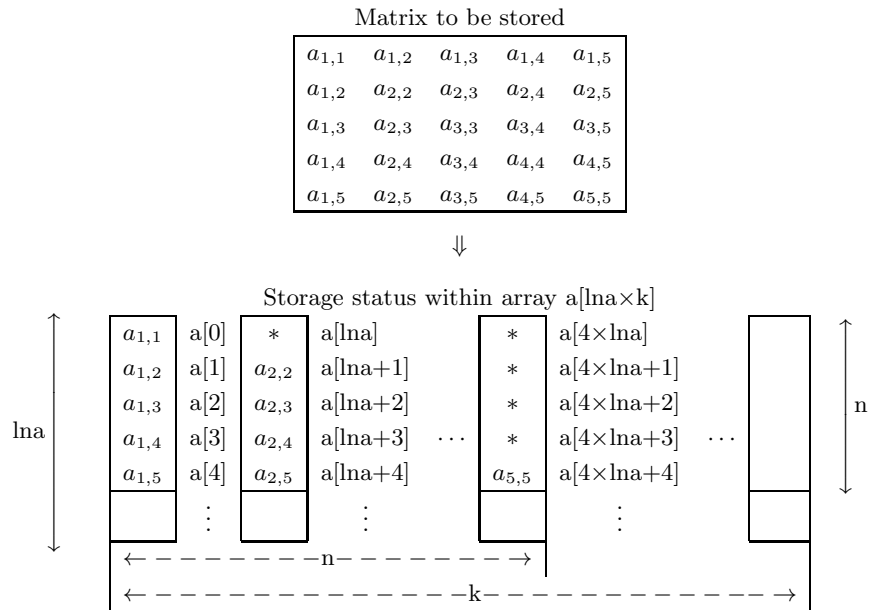 Matrix to be stored
a1,1 a1,2 a1,3 a1,4 a1,5
a1,2 a2,2 a2,3 a2,4 a2,5
a1,3 a2,3 a3,3 a3,4 a3,5
a1,4 a2,4 a3,4 a4,4 a4,5
a1,5 a2,5 a3,5 a4,5 a5,5
⇓
Storage status within array a[lna×k]
a1,1 a[0] * a[lna] * a[4×lna]
a1,2 a[1] a2,2 a[lna+1] * a[4×lna+1]
a1,3 a[2] a2,3 a[lna+2] * a[4×lna+2] n
lna a1,4 a[3] a2,4 a[lna+3] ··· * a[4×lna+3] ···
a1,5 a[4] a2,5 a[lna+4] a5,5 a[4×lna+4]
⋮ ⋮ ⋮
n
k